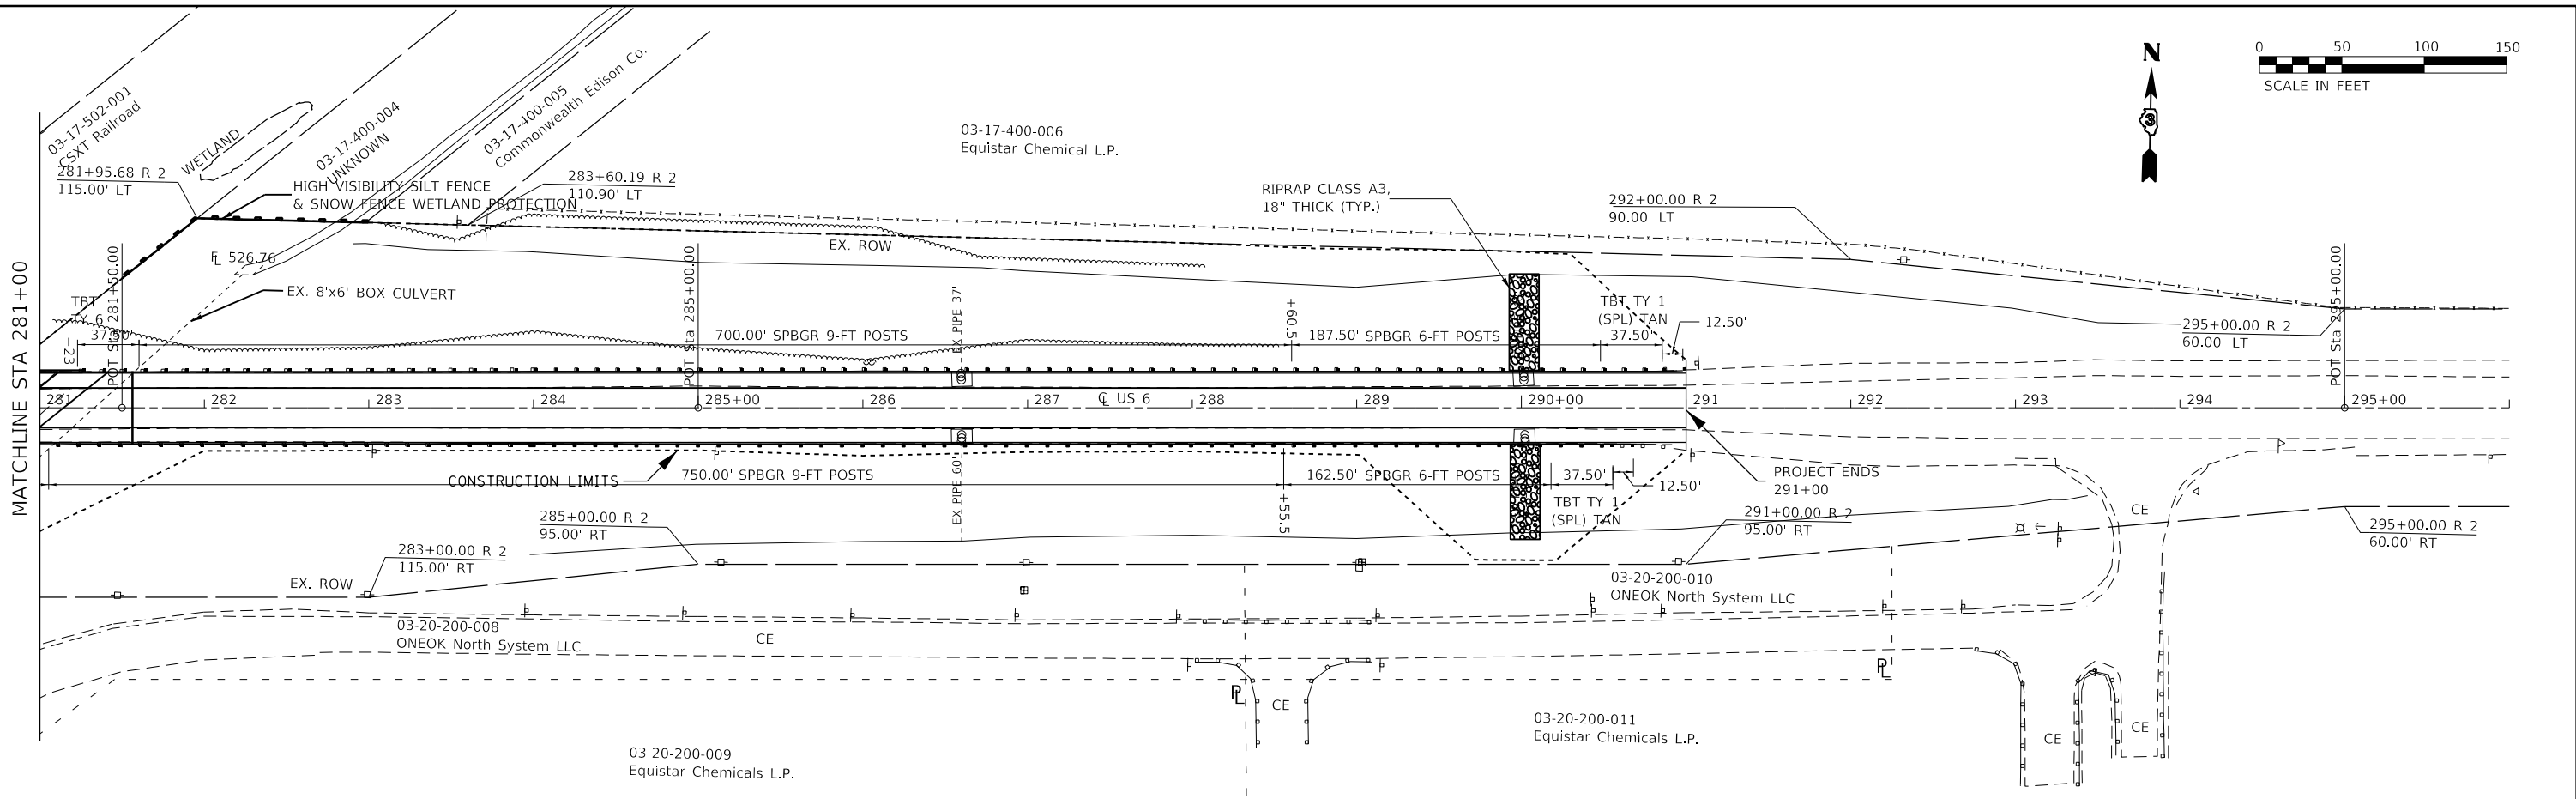 MATCHLINE STA 281+00
03-17-502-001
CSXT Railroad
WETLAND
03-17-400-004
UNKNOWN
03-17-400-005
Commonwealth Edison Co.
03-17-400-006
Equistar Chemical L.P.
N
3
0 50 100 150
SCALE IN FEET
281+95.68 R 2
115.00' LT
HIGH VISIBILITY SILT FENCE
& SNOW FENCE WETLAND PROTECTION
283+60.19 R 2
110.90' LT
RIPRAP CLASS A3,
18" THICK (TYP.)
292+00.00 R 2
90.00' LT
EX. ROW
FL 526.76
EX. 8'x6' BOX CULVERT
POT Sta 281+50.00
POT Sta 285+00.00
POT Sta 295+00.00
TBT
TY 6
37.50'
+23
700.00' SPBGR 9-FT POSTS
EX PIPE 37'
+60.5
187.50' SPBGR 6-FT POSTS
TBT TY 1
(SPL) TAN
37.50'
12.50'
295+00.00 R 2
60.00' LT
281 282 283 284 285+00 286 287 CL US 6 288 289 290+00 291 292 293 294 295+00
CONSTRUCTION LIMITS
750.00' SPBGR 9-FT POSTS
EX PIPE 60'
+55.5
162.50' SPBGR 6-FT POSTS
37.50'
12.50'
TBT TY 1
(SPL) TAN
PROJECT ENDS
291+00
285+00.00 R 2
95.00' RT
291+00.00 R 2
95.00' RT
CE
295+00.00 R 2
60.00' RT
283+00.00 R 2
115.00' RT
EX. ROW
03-20-200-010
ONEOK North System LLC
03-20-200-008
ONEOK North System LLC
CE
PL
PL
CE
03-20-200-011
Equistar Chemicals L.P.
CE
CE
03-20-200-009
Equistar Chemicals L.P.